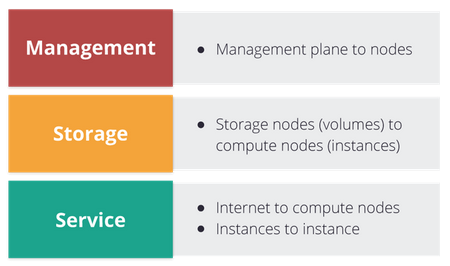 Management
● Management plane to nodes
Storage
● Storage nodes (volumes) to
compute nodes (instances)
Service
● Internet to compute nodes
● Instances to instance